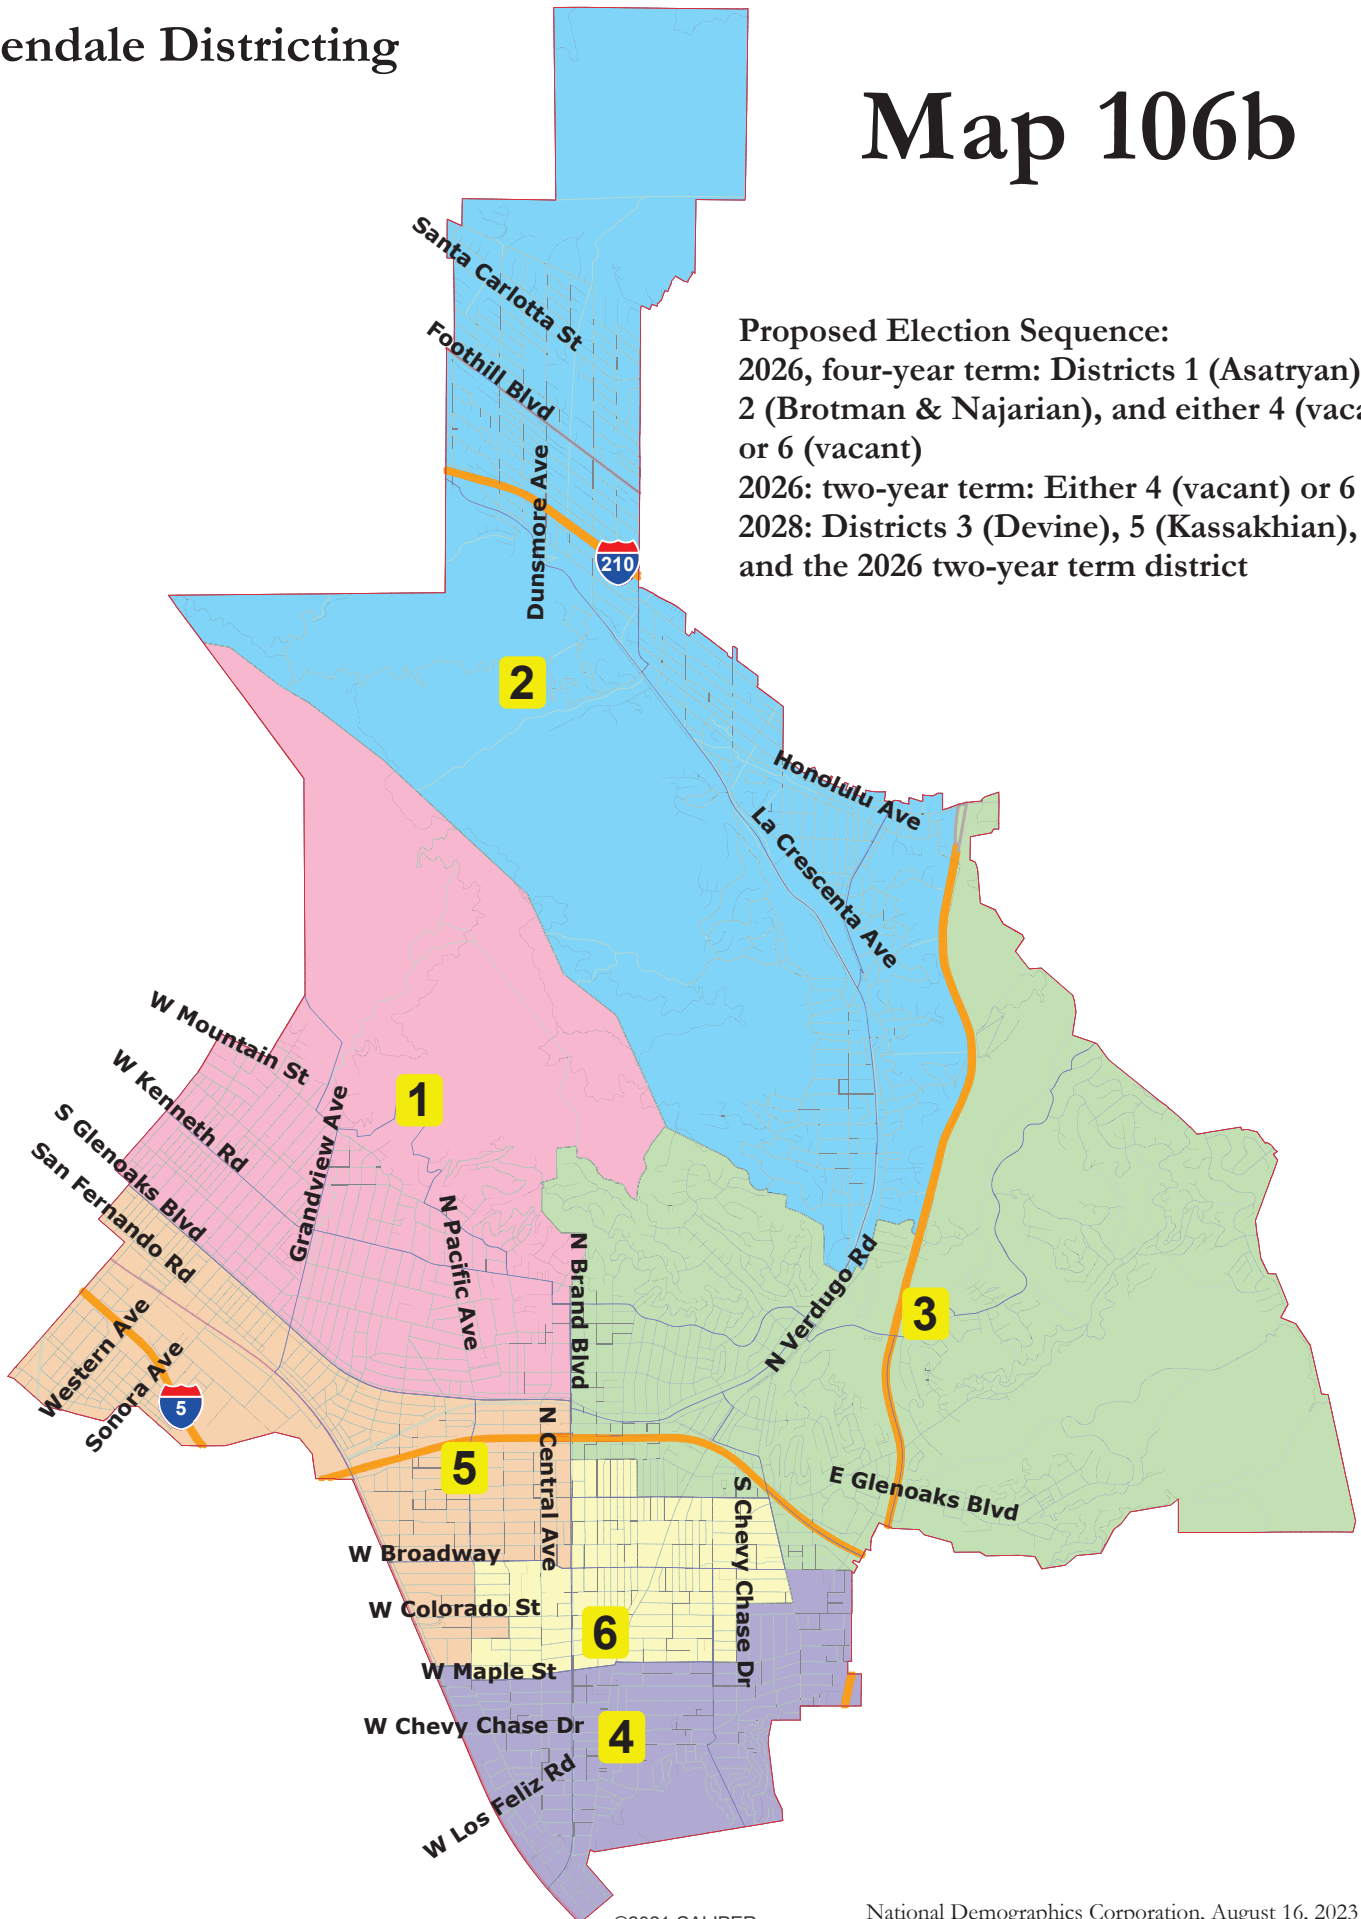 endale Districting
Map 106b
Proposed Election Sequence:
2026, four-year term: Districts 1 (Asatryan)
2 (Brotman & Najarian), and either 4 (vaca
or 6 (vacant)
2026: two-year term: Either 4 (vacant) or 6
2028: Districts 3 (Devine), 5 (Kassakhian),
and the 2026 two-year term district
Santa Carlotta St
Foothill Blvd
Dunsmore Ave
210
2
Honolulu Ave
La Crescenta Ave
W Mountain St
W Kenneth Rd
S Glenoaks Blvd
San Fernando Rd
Grandview Ave
1
N Pacific Ave
N Brand Blvd
N Verdugo Rd
3
Western Ave
Sonora Ave
5
N Central Ave
5
E Glenoaks Blvd
S Chevy Chase Dr
W Broadway
W Colorado St
6
W Maple St
W Chevy Chase Dr
4
W Los Feliz Rd
©2021 CALIPER
National Demographics Corporation, August 16, 2023